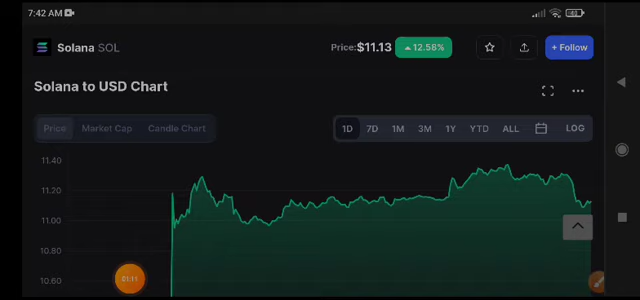 7:42 AM
Solana SOL
Price:$11.13
12.58%
+ Follow
Solana to USD Chart
Price Market Cap Candle Chart
1D 7D 1M 3M 1Y YTD ALL LOG
11.40
11.20
11.00
10.80
10.60
01:11